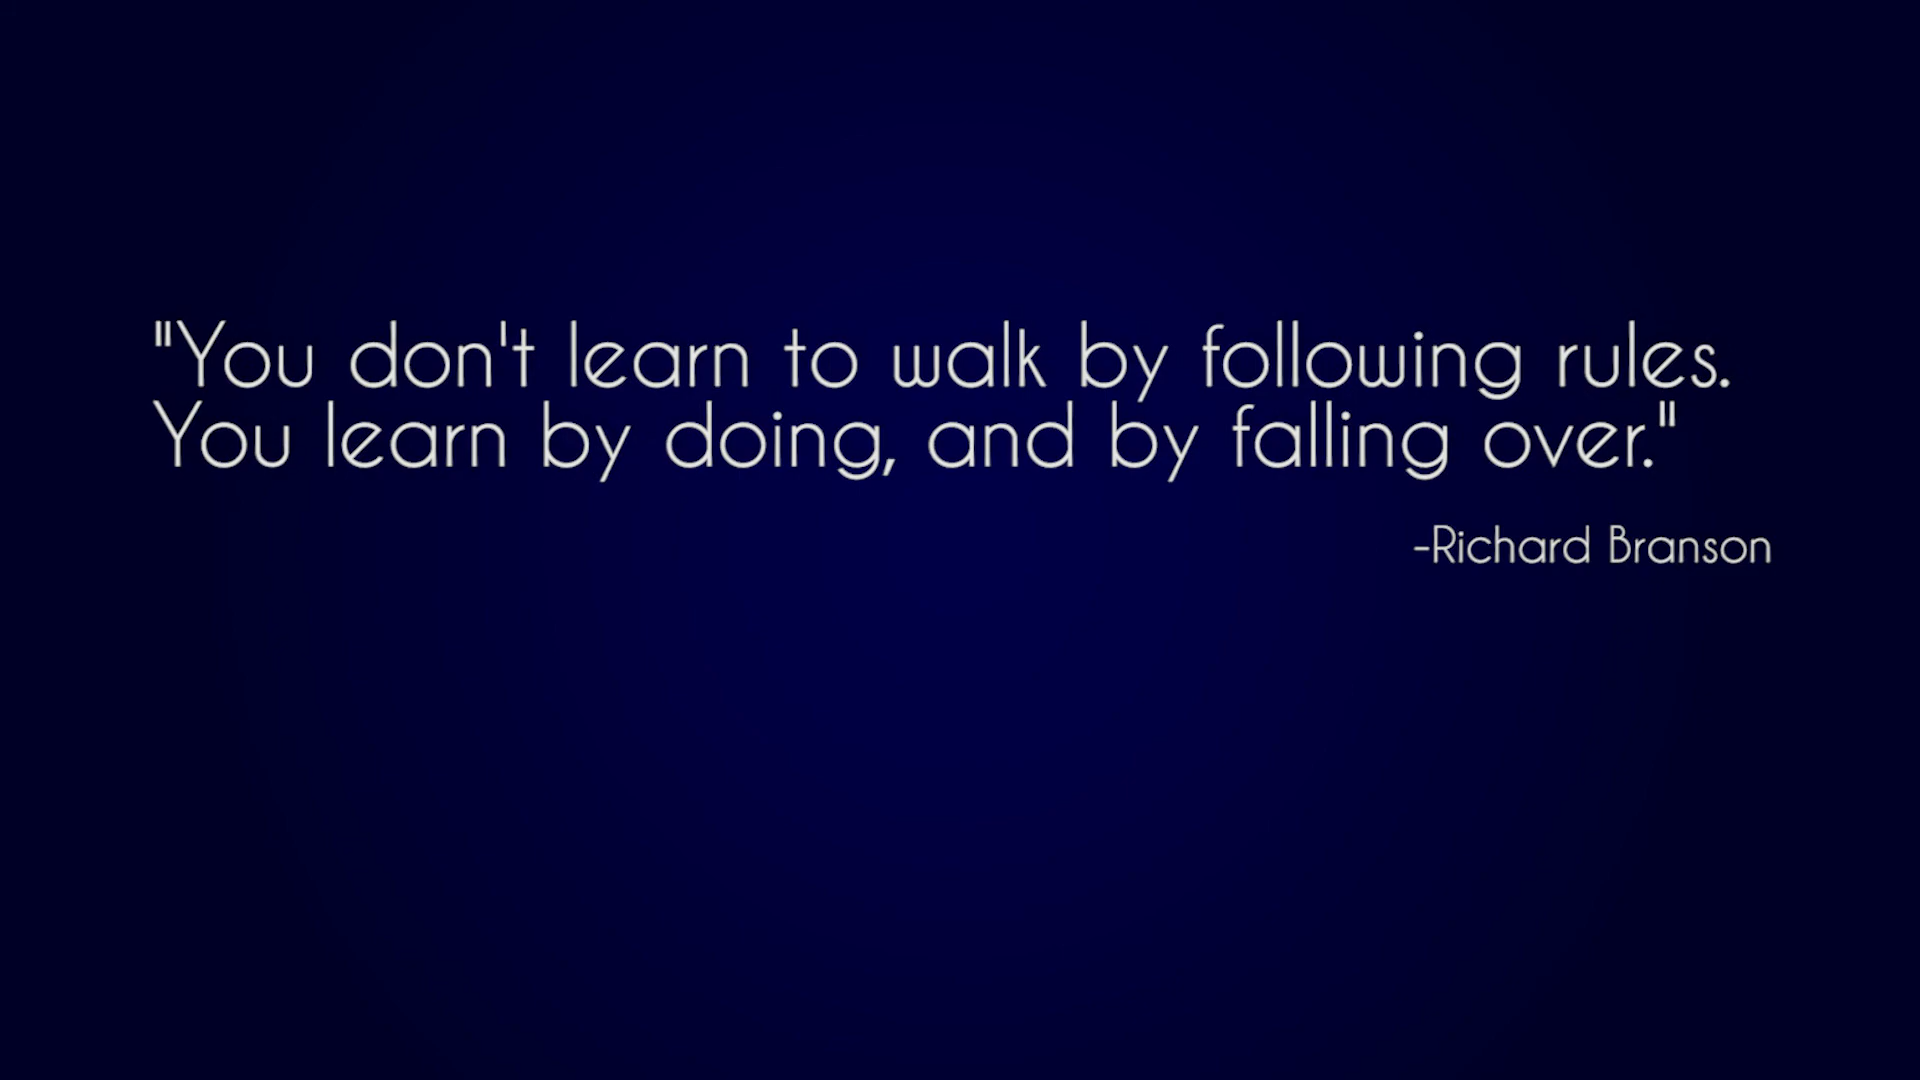 "You don't learn to walk by following rules.
You learn by doing, and by falling over."
-Richard Branson